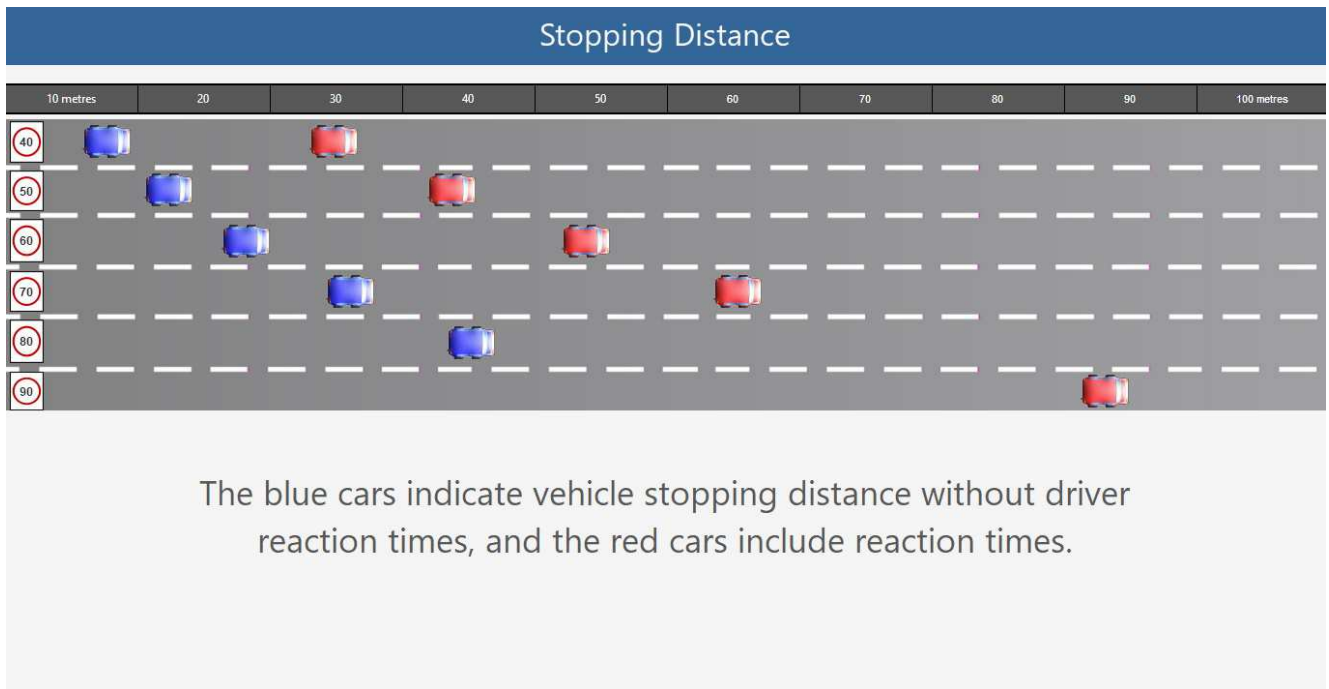 Stopping Distance
10 metres 20 30 40 50 60 70 80 90 100 metres
40
50
60
70
80
90
The blue cars indicate vehicle stopping distance without driver
reaction times, and the red cars include reaction times.